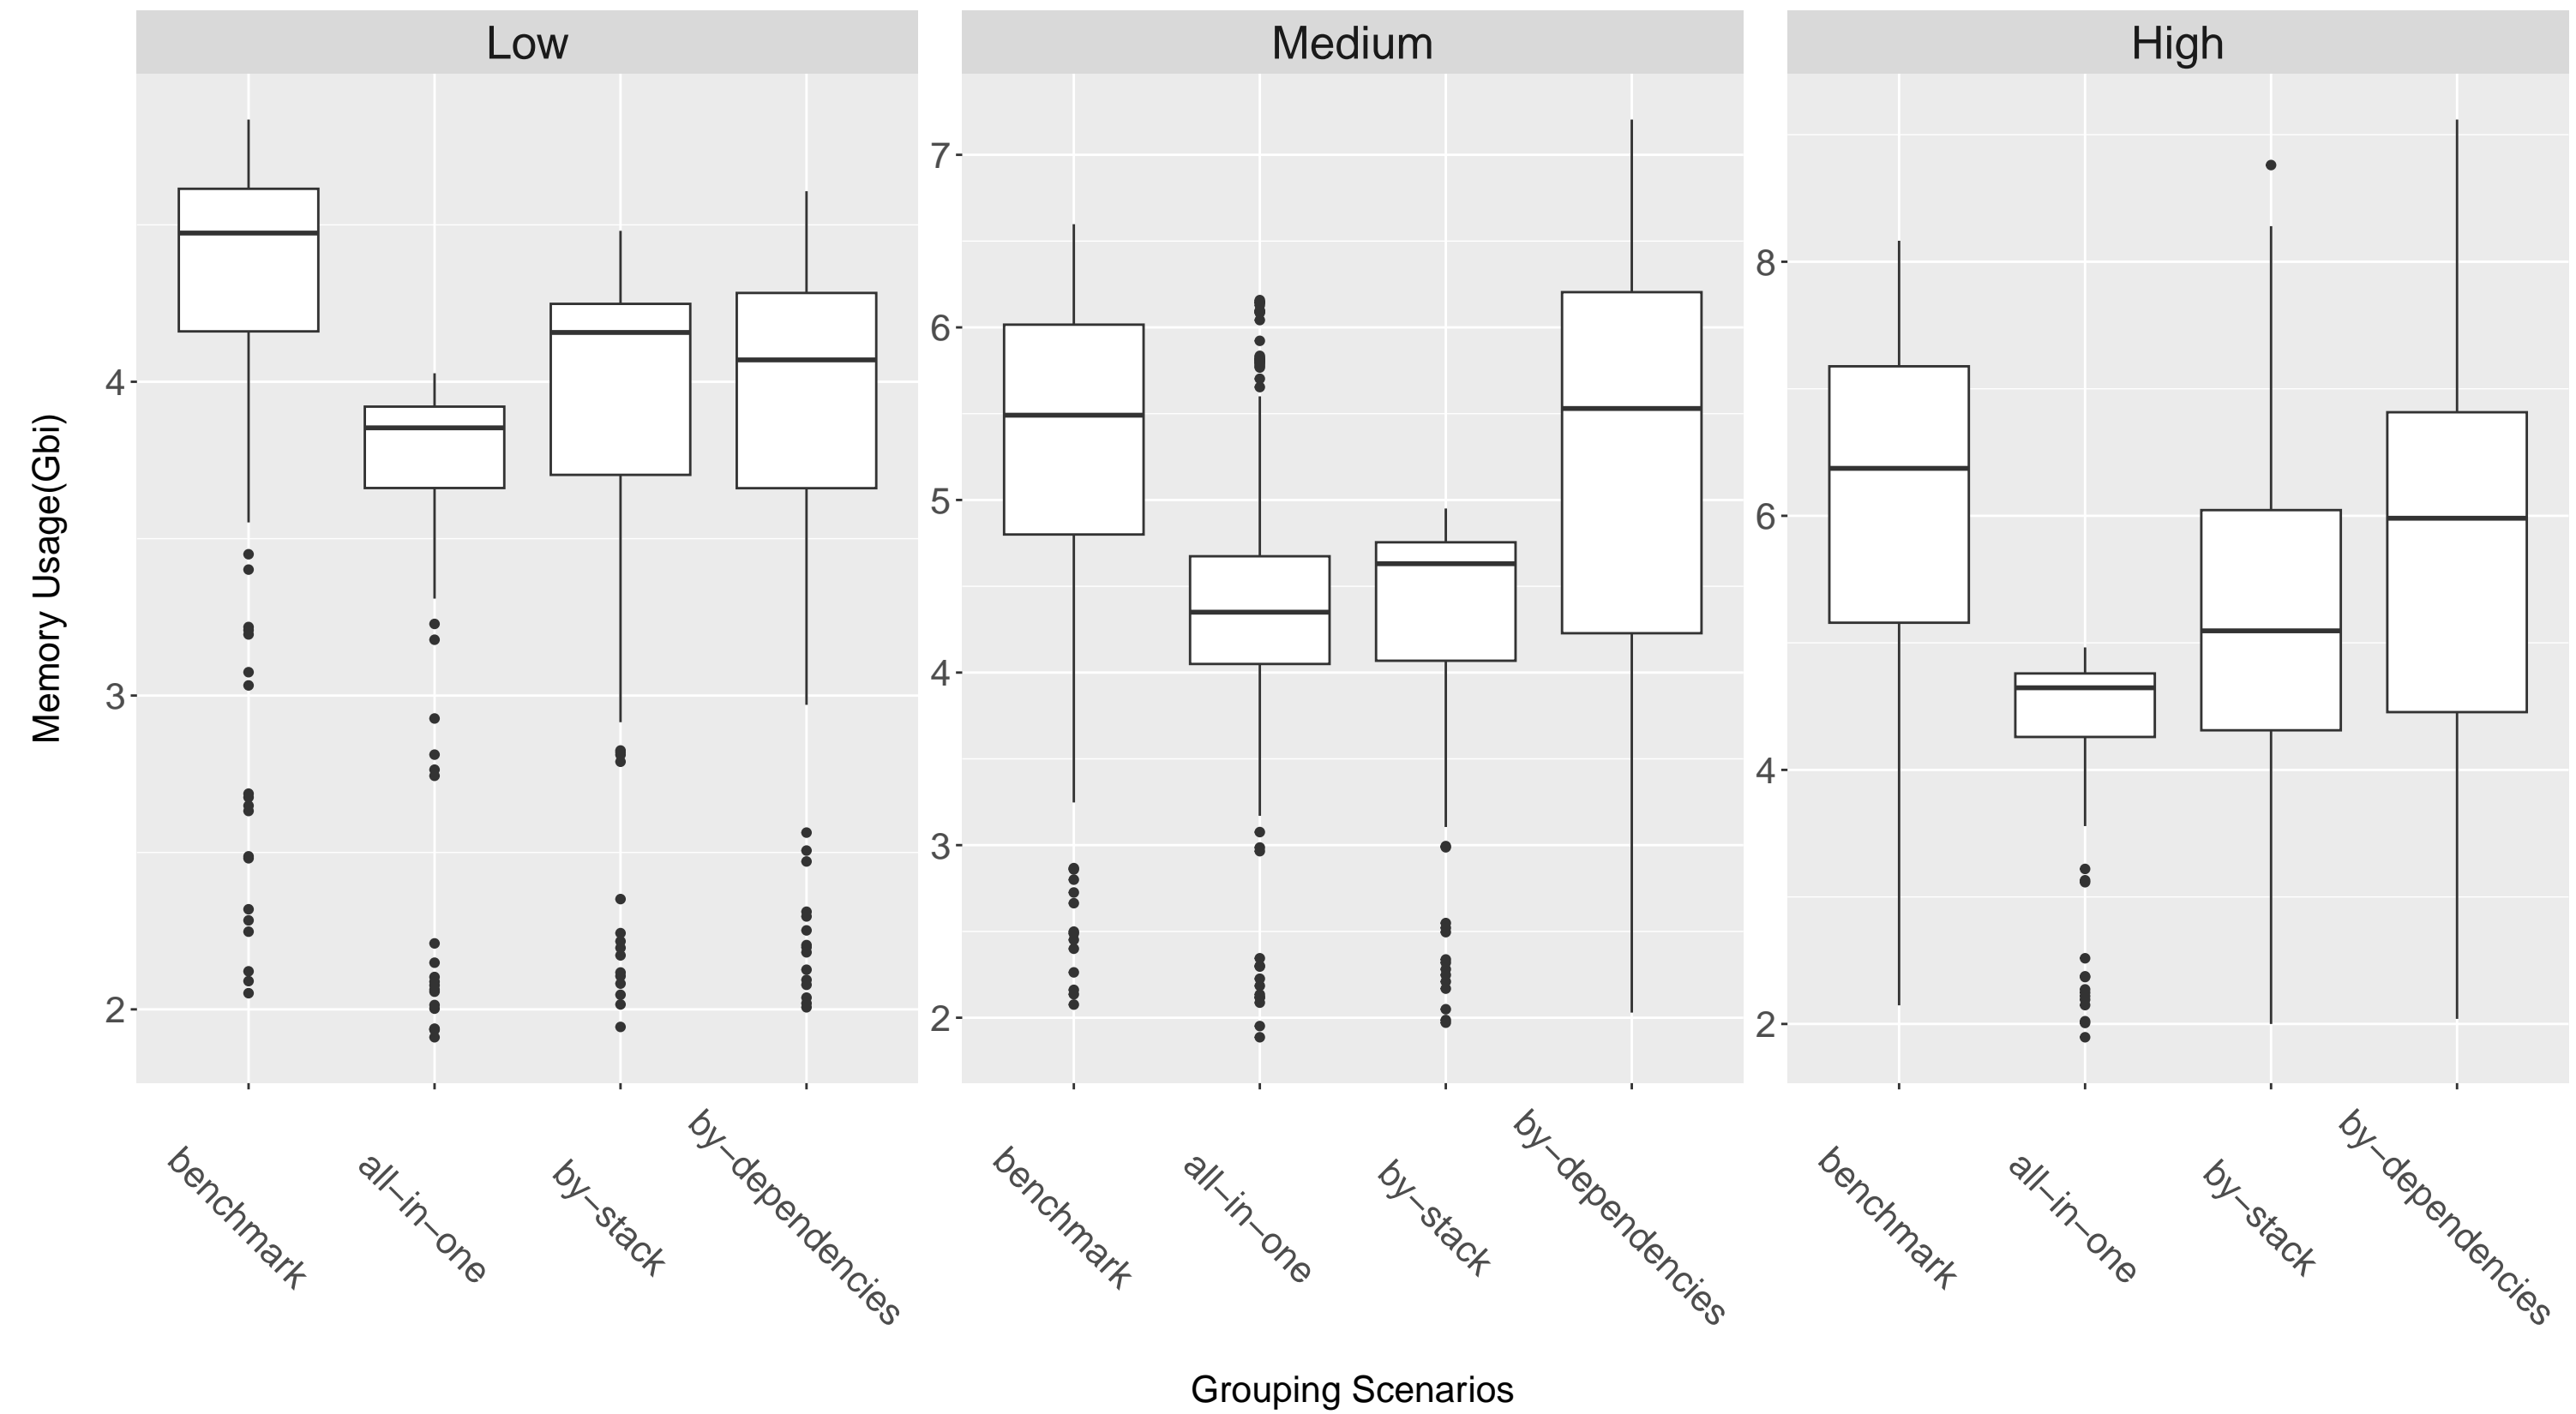 Low
Medium
High
Memory Usage(Gbi)
4
3
2
7
6
5
4
3
2
8
6
4
2
benchmark
all−in−one
by−stack
by−dependencies
benchmark
all−in−one
by−stack
by−dependencies
benchmark
all−in−one
by−stack
by−dependencies
Grouping Scenarios